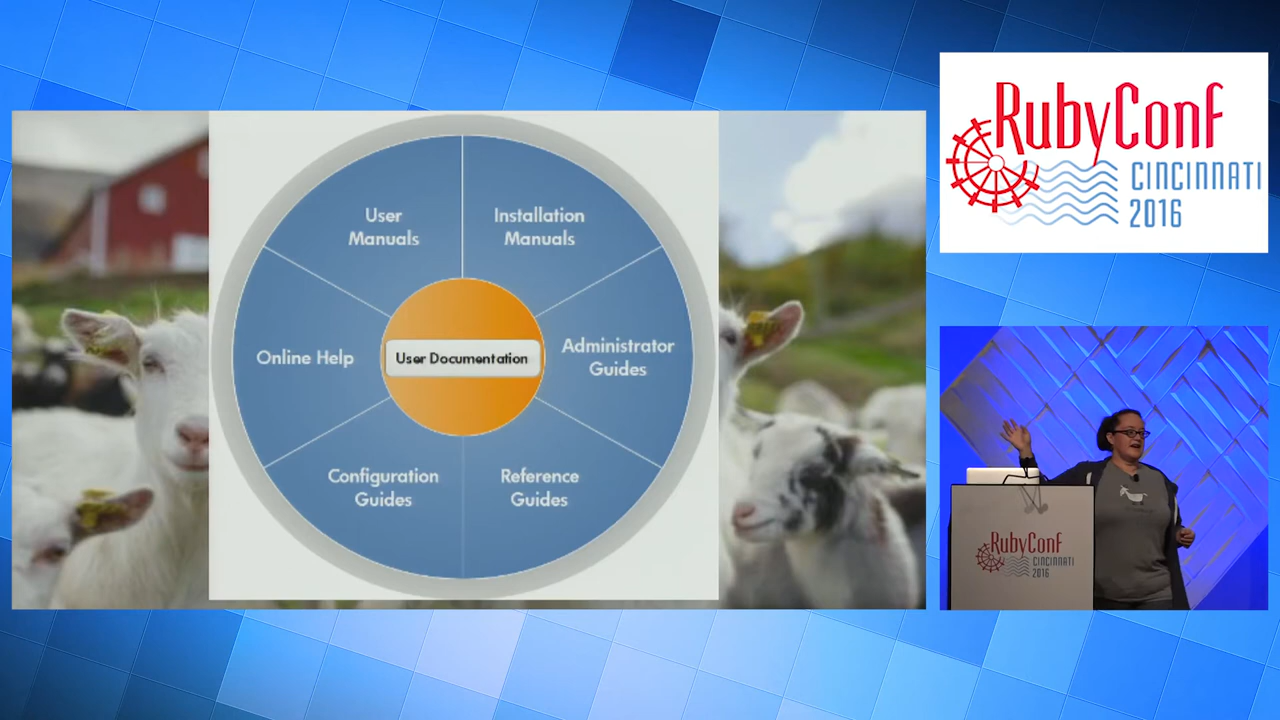 User
Manuals
Installation
Manuals
Online Help
User Documentation
Administrator
Guides
Configuration
Guides
Reference
Guides
RubyConf
CINCINNATI
2016
RubyConf
CINCINNATI
2016